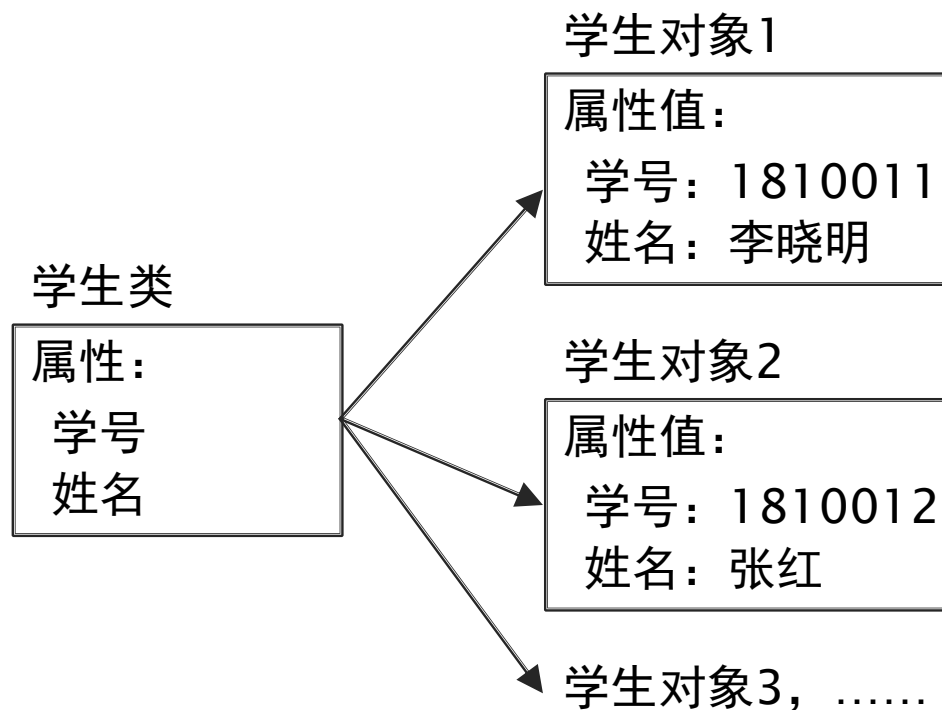 学生类
属性：
学号
姓名
学生对象1
属性值：
学号：1810011
姓名：李晓明
学生对象2
属性值：
学号：1810012
姓名：张红
学生对象3，……